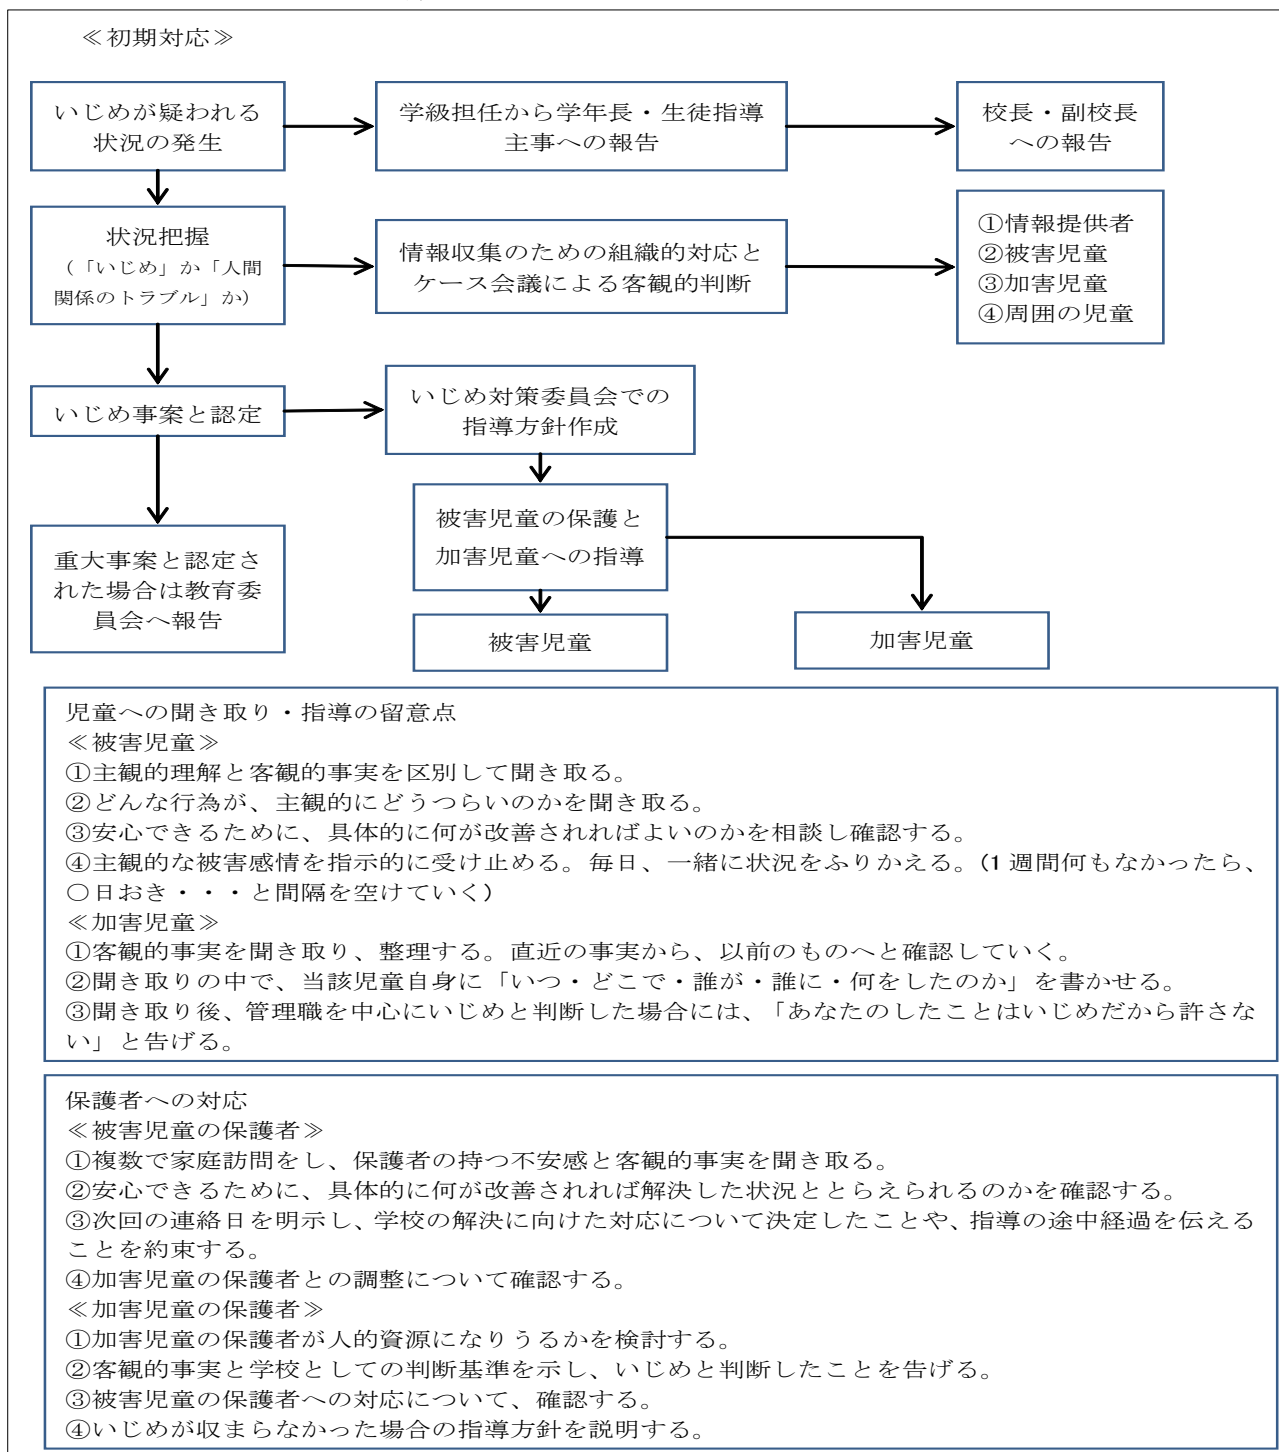 ≪初期対応≫
いじめが疑われる
状況の発生
学級担任から学年長・生徒指導
主事への報告
校長・副校長
への報告
状況把握
（「いじめ」か「人間
関係のトラブル」か）
情報収集のための組織的対応と
ケース会議による客観的判断
①情報提供者
②被害児童
③加害児童
④周囲の児童
いじめ事案と認定
いじめ対策委員会での
指導方針作成
重大事案と認定さ
れた場合は教育委
員会へ報告
被害児童の保護と
加害児童への指導
被害児童
加害児童
児童への聞き取り・指導の留意点
≪被害児童≫
①主観的理解と客観的事実を区別して聞き取る。
②どんな行為が、主観的にどうつらいのかを聞き取る。
③安心できるために、具体的に何が改善されればよいのかを相談し確認する。
④主観的な被害感情を指示的に受け止める。毎日、一緒に状況をふりかえる。（1 週間何もなかったら、
〇日おき・・・と間隔を空けていく）
≪加害児童≫
①客観的事実を聞き取り、整理する。直近の事実から、以前のものへと確認していく。
②聞き取りの中で、当該児童自身に「いつ・どこで・誰が・誰に・何をしたのか」を書かせる。
③聞き取り後、管理職を中心にいじめと判断した場合には、「あなたのしたことはいじめだから許さな
い」と告げる。
保護者への対応
≪被害児童の保護者≫
①複数で家庭訪問をし、保護者の持つ不安感と客観的事実を聞き取る。
②安心できるために、具体的に何が改善されれば解決した状況ととらえられるのかを確認する。
③次回の連絡日を明示し、学校の解決に向けた対応について決定したことや、指導の途中経過を伝える
ことを約束する。
④加害児童の保護者との調整について確認する。
≪加害児童の保護者≫
①加害児童の保護者が人的資源になりうるかを検討する。
②客観的事実と学校としての判断基準を示し、いじめと判断したことを告げる。
③被害児童の保護者への対応について、確認する。
④いじめが収まらなかった場合の指導方針を説明する。